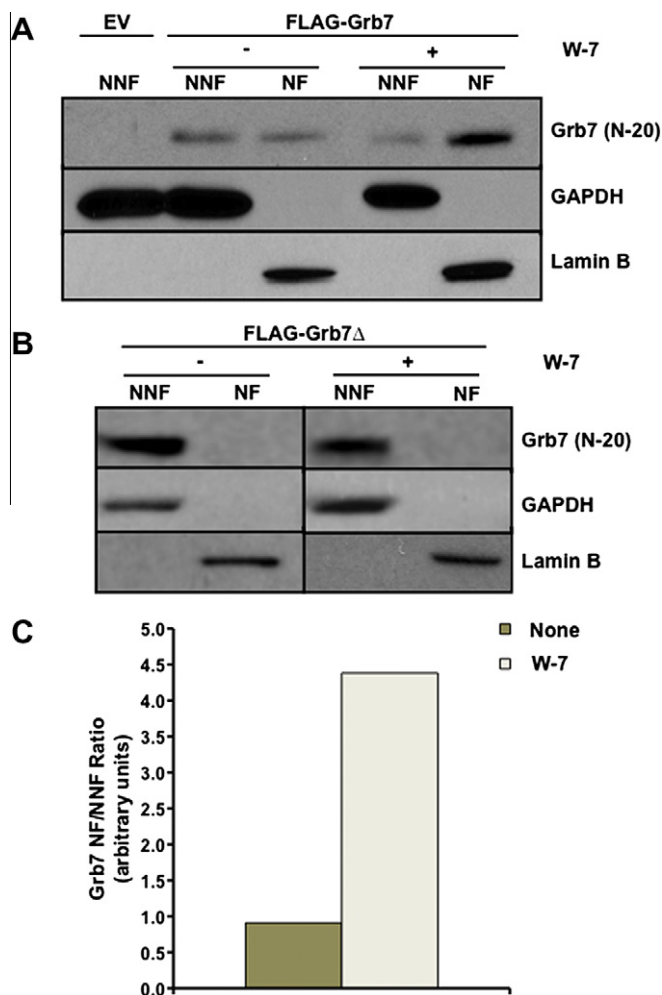 A
EV FLAG-Grb7
- + W-7
NNF NNF NF NNF NF
Grb7 (N-20)
GAPDH
Lamin B
B
FLAG-Grb7Δ
- + W-7
NNF NF NNF NF
Grb7 (N-20)
GAPDH
Lamin B
C
None
W-7
Grb7 NF/NNF Ratio
(arbitrary units)
5.0
4.5
4.0
3.5
3.0
2.5
2.0
1.5
1.0
0.5
0.0